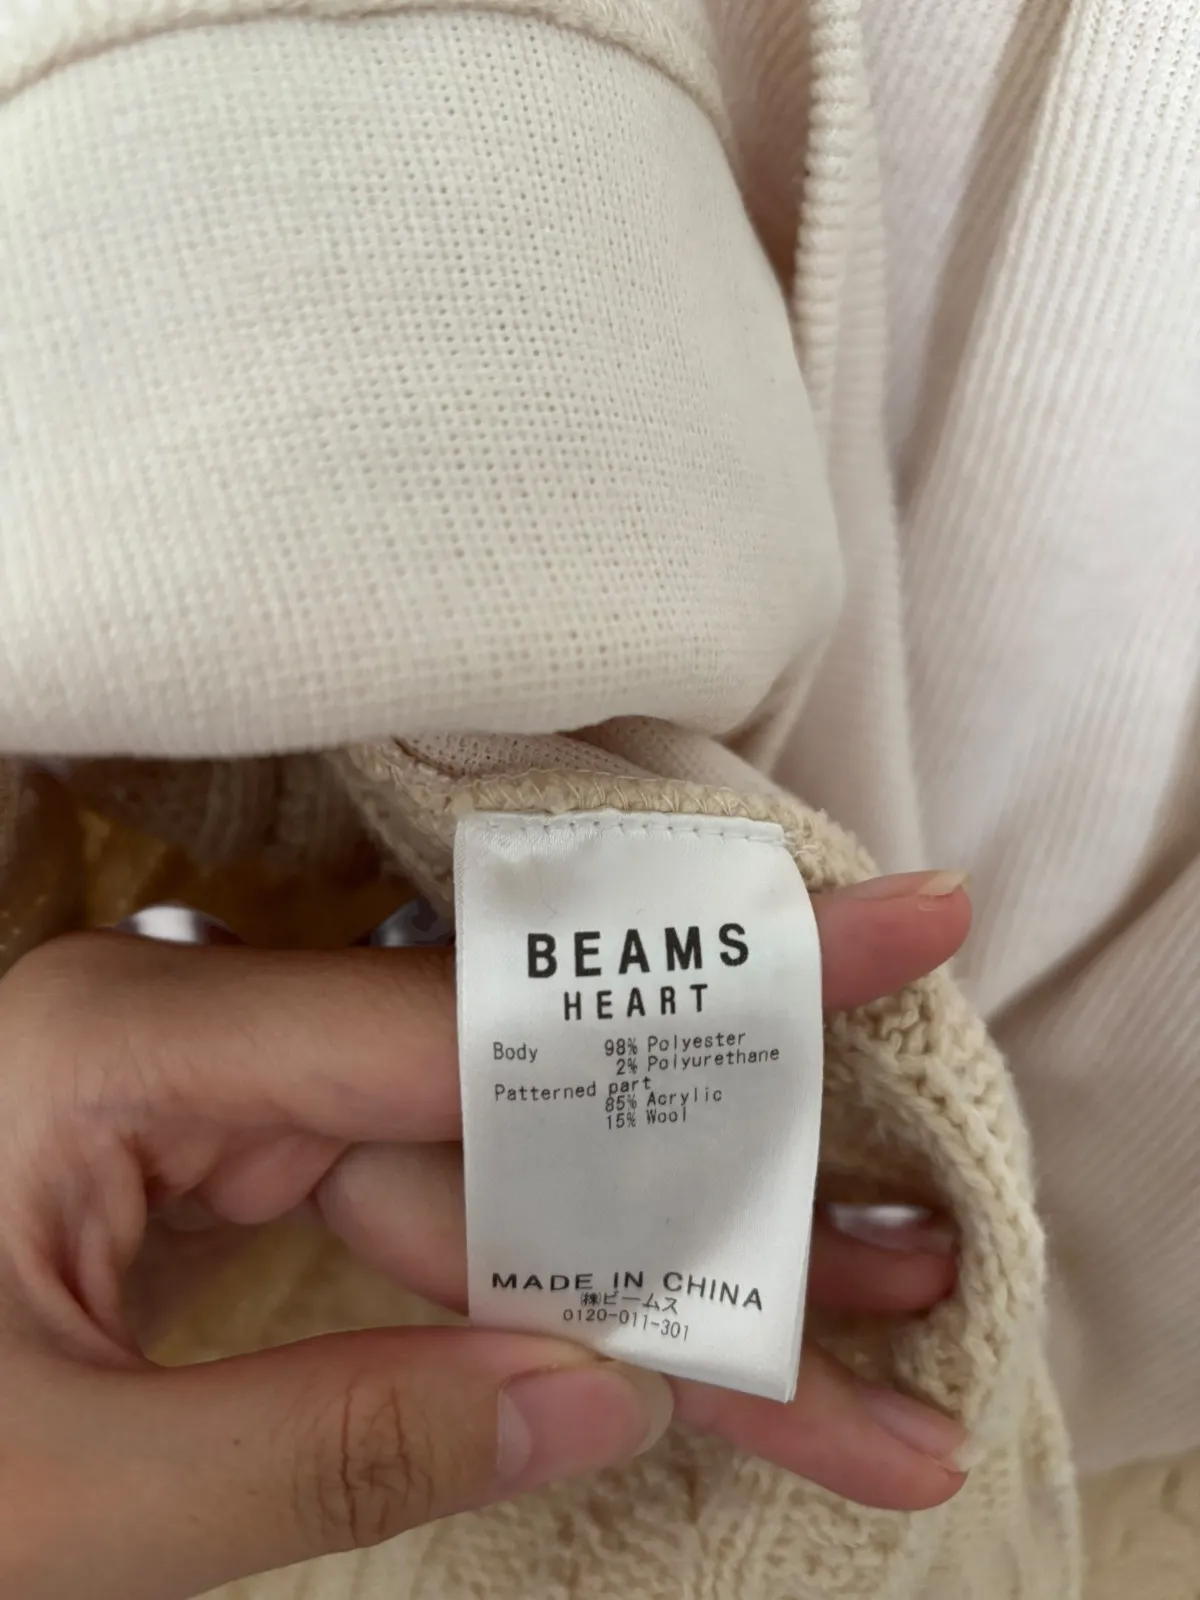 BEAMS
HEART
Body 98% Polyester
2% Polyurethane
Patterned part
85% Acrylic
15% Wool
MADE IN CHINA
㈱ビームス
0120-011-301